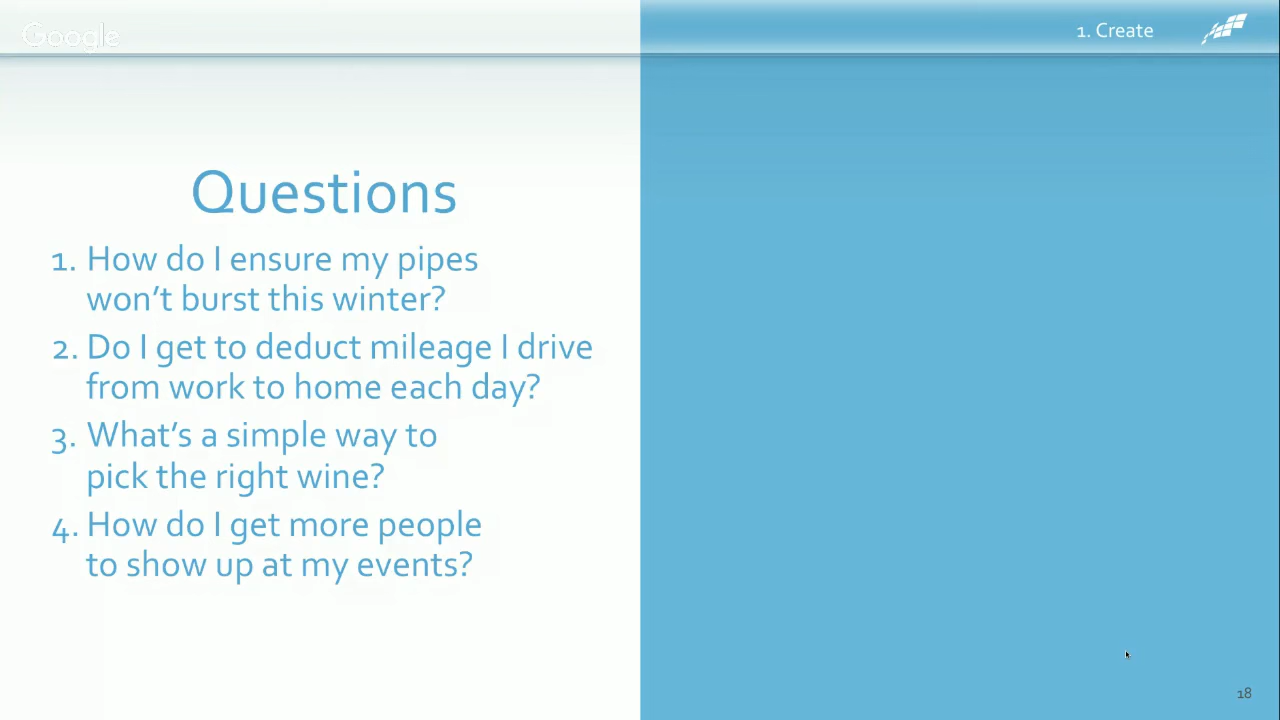 Google
1. Create
Questions
1. How do I ensure my pipes
won’t burst this winter?
2. Do I get to deduct mileage I drive
from work to home each day?
3. What’s a simple way to
pick the right wine?
4. How do I get more people
to show up at my events?
18